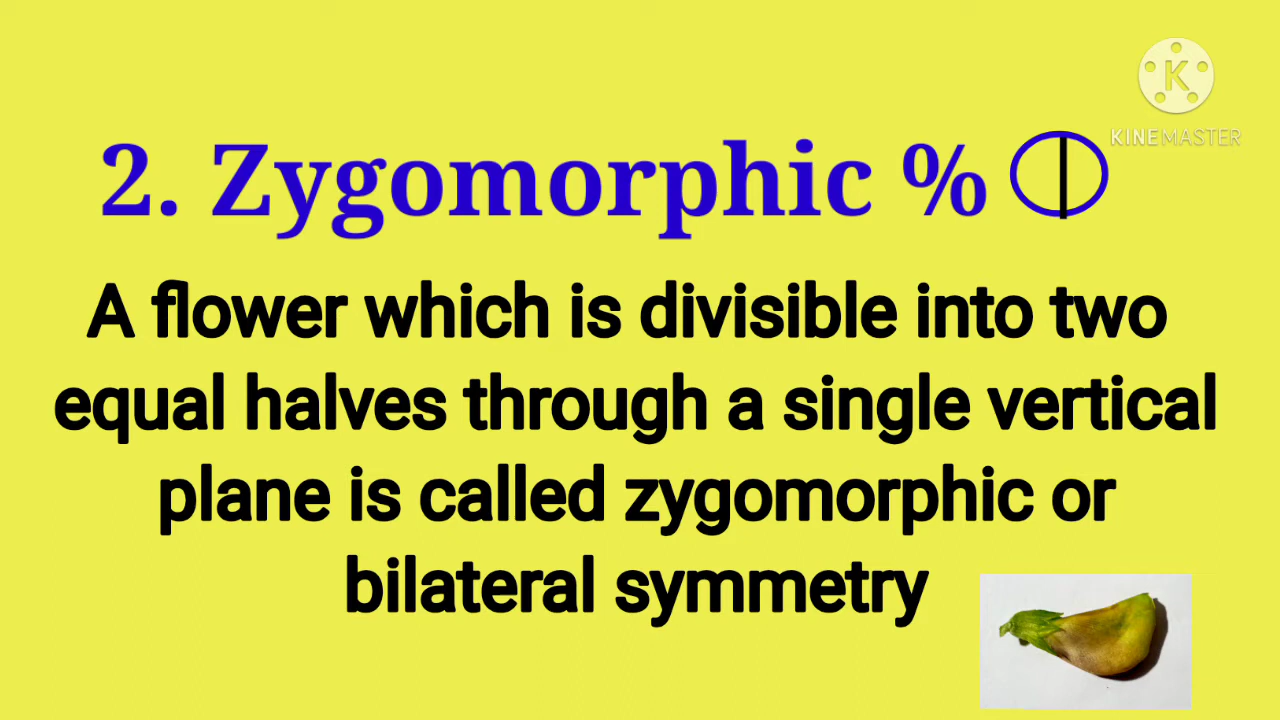 K
KINEMASTER
2. Zygomorphic %
A flower which is divisible into two
equal halves through a single vertical
plane is called zygomorphic or
bilateral symmetry